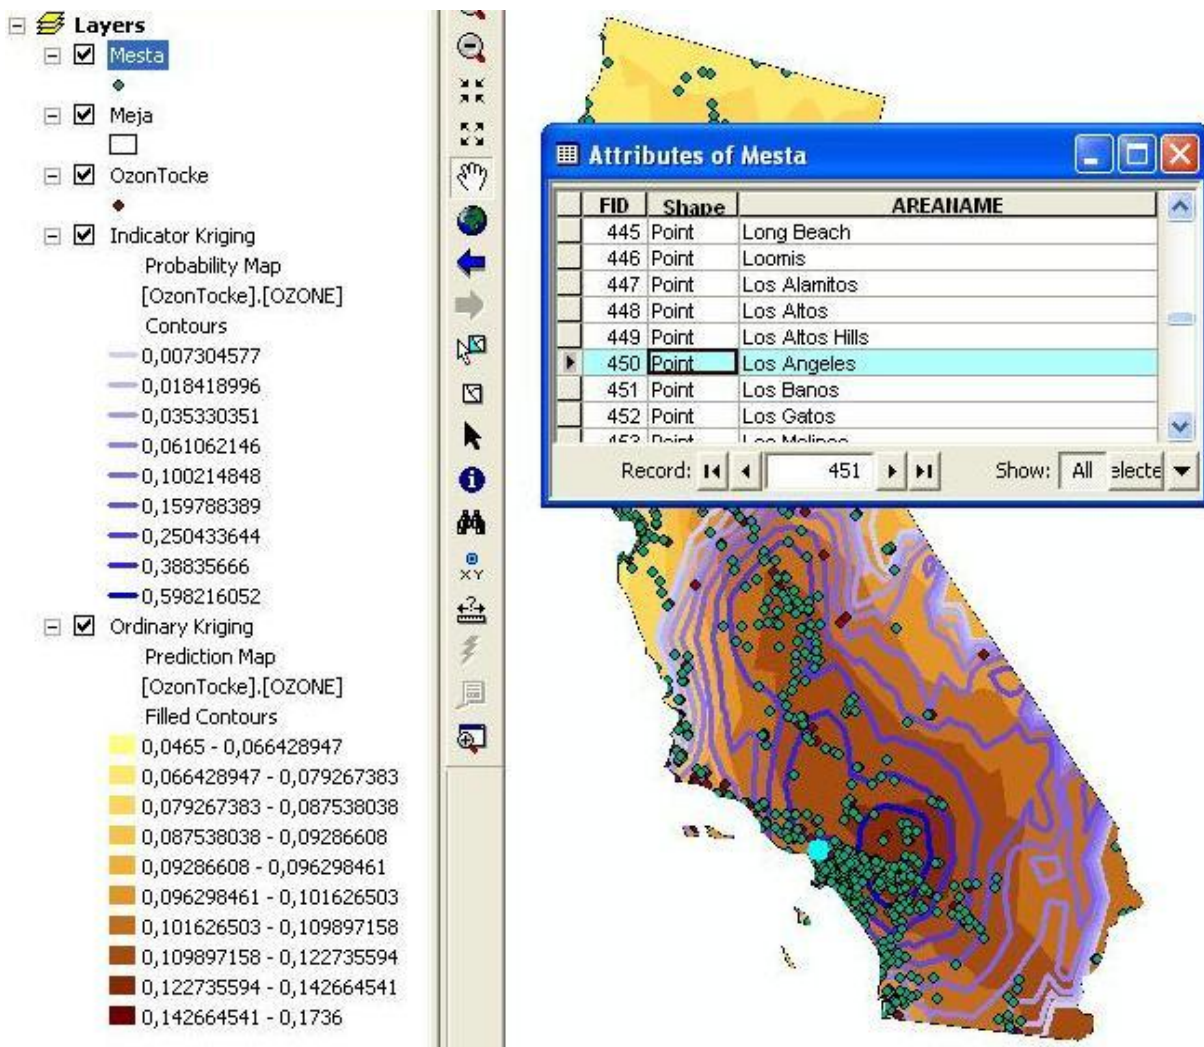 Layers
Mesta
Meja
OzonTocke
Indicator Kriging
Probability Map
[OzonTocke].[OZONE]
Contours
0,007304577
0,018418996
0,035330351
0,061062146
0,100214848
0,159788389
0,250433644
0,38835666
0,598216052
Ordinary Kriging
Prediction Map
[OzonTocke].[OZONE]
Filled Contours
0,0465 - 0,066428947
0,066428947 - 0,079267383
0,079267383 - 0,087538038
0,087538038 - 0,09286608
0,09286608 - 0,096298461
0,096298461 - 0,101626503
0,101626503 - 0,109897158
0,109897158 - 0,122735594
0,122735594 - 0,142664541
0,142664541 - 0,1736
XY
Attributes of Mesta
FID Shape AREANAME
445 Point Long Beach
446 Point Loomis
447 Point Los Alamitos
448 Point Los Altos
449 Point Los Altos Hills
450 Point Los Angeles
451 Point Los Banos
452 Point Los Gatos
453 Point Los Molinos
Record: 451 Show: All electe